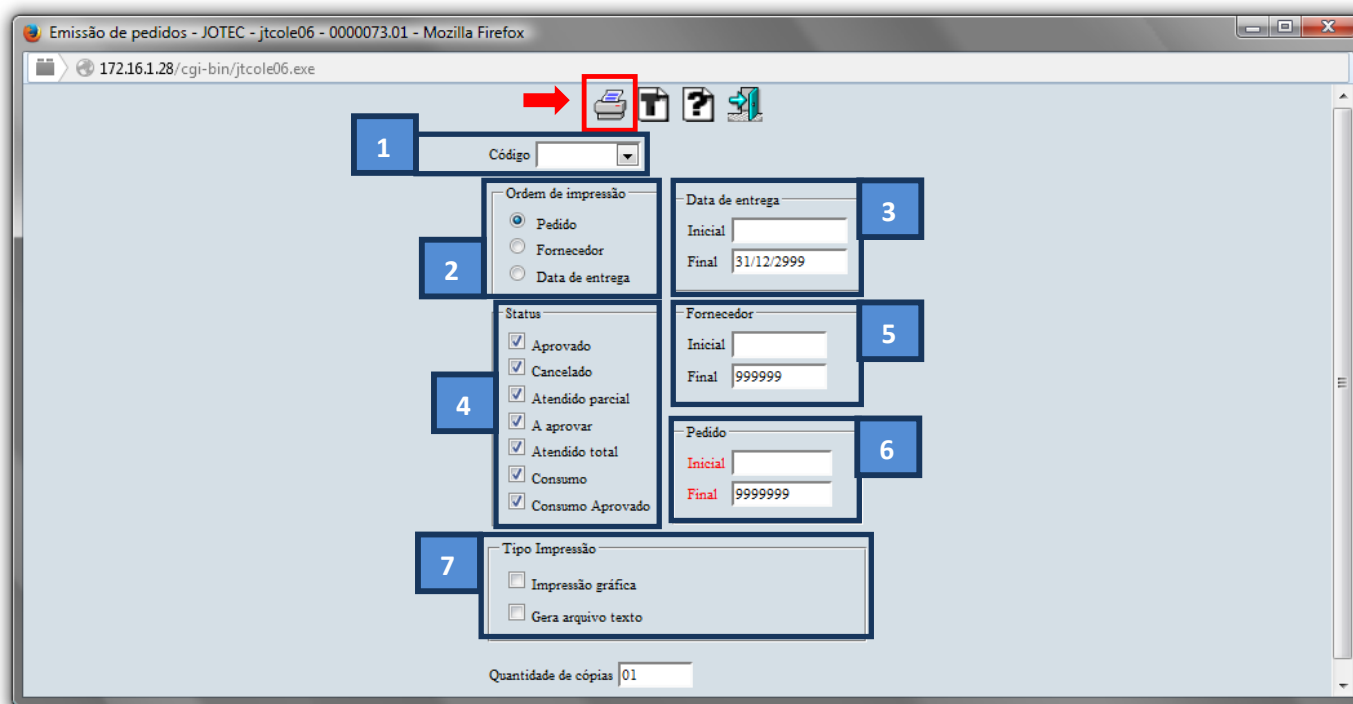 Emissão de pedidos - JOTEC - jtcole06 - 0000073.01 - Mozilla Firefox
172.16.1.28/cgi-bin/jtcole06.exe
1
Código
Ordem de impressão
Pedido
Fornecedor
Data de entrega
2
Data de entrega
Inicial
Final 31/12/2999
3
Status
Aprovado
Cancelado
Atendido parcial
A aprovar
Atendido total
Consumo
Consumo Aprovado
4
Fornecedor
Inicial
Final 999999
5
Pedido
Inicial
Final 9999999
6
Tipo Impressão
Impressão gráfica
Gera arquivo texto
7
Quantidade de cópias 01